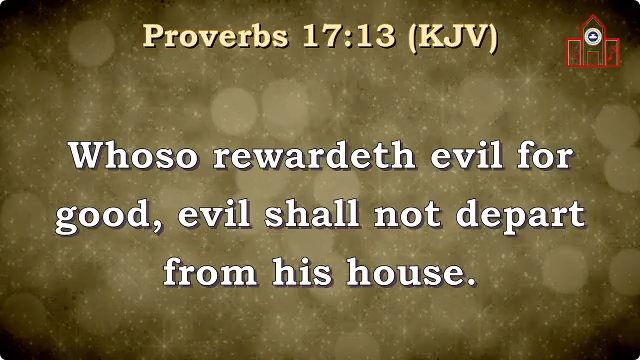 Proverbs 17:13 (KJV)
Whoso rewardeth evil for
good, evil shall not depart
from his house.